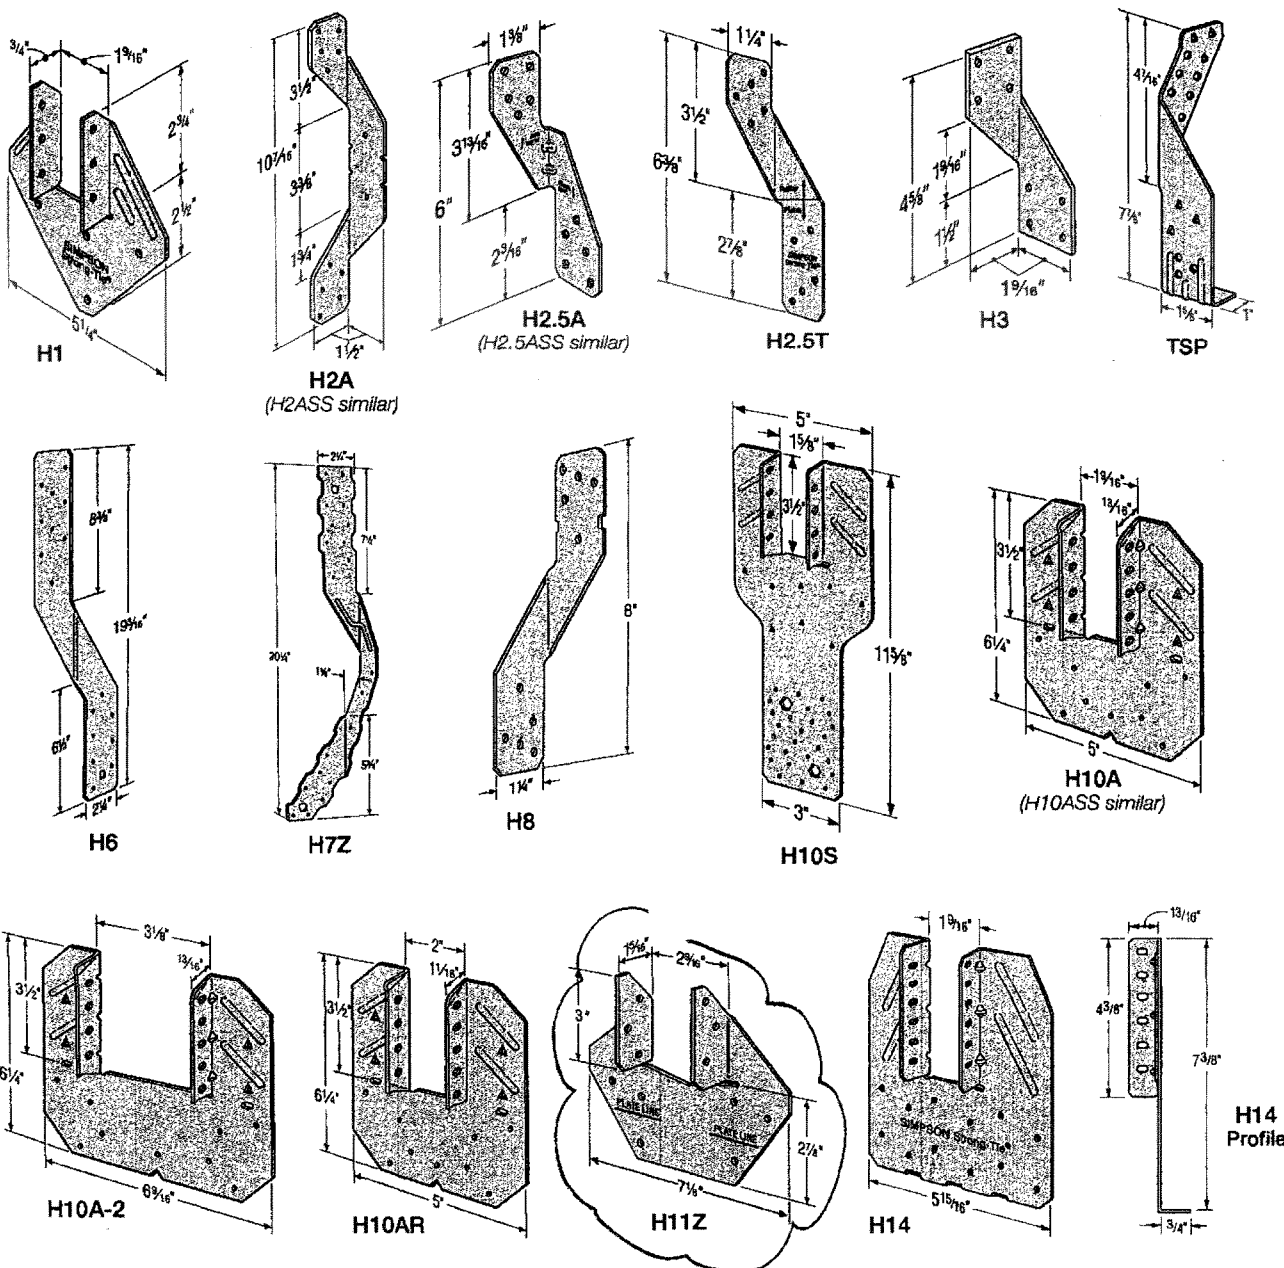 3/4"
1 9/16"
2 3/4"
2 1/2"
SIMPSON
Strong-Tie
5 1/4"
H1
3 1/2"
10 7/16"
3 3/8"
1 3/4"
1 1/2"
H2A
(H2ASS similar)
1 3/8"
3 13/16"
6"
2 3/16"
H2.5A
(H2.5ASS similar)
1 1/4"
3 1/2"
6 3/8"
2 7/8"
H2.5T
1 9/16"
4 5/8"
1 1/2"
1 9/16"
H3
4 1/16"
7 7/8"
1 5/8"
1"
TSP
8 3/8"
19 9/16"
6 1/2"
2 1/4"
H6
2 1/4"
7 1/2"
20 1/4"
5 3/4"
H7Z
8"
1 1/4"
H8
5"
1 5/8"
3 1/2"
11 5/8"
3"
H10S
1 9/16"
13/16"
3 1/2"
6 1/4"
5"
H10A
(H10ASS similar)
3 1/8"
13/16"
3 1/2"
6 1/4"
6 9/16"
H10A-2
2"
1 1/16"
3 1/2"
6 1/4"
5"
H10AR
1 5/16"
2 9/16"
3"
PLATE LINE
PLATE LINE
2 7/8"
7 1/8"
H11Z
1 9/16"
SIMPSON Strong-Tie
5 15/16"
H14
13/16"
4 3/8"
7 3/8"
H14
Profile
3/4"